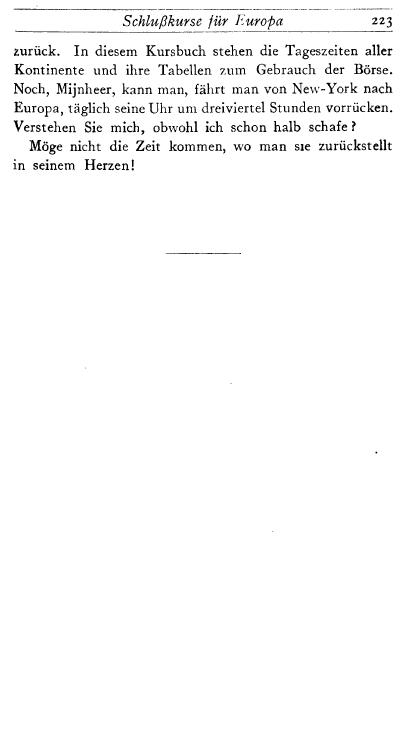 Schlußkurse für Europa 223
zurück. In diesem Kursbuch stehen die Tageszeiten aller
Kontinente und ihre Tabellen zum Gebrauch der Börse.
Noch, Mijnheer, kann man, fährt man von New-York nach
Europa, täglich seine Uhr um dreiviertel Stunden vorrücken.
Verstehen Sie mich, obwohl ich schon halb schafe?
Möge nicht die Zeit kommen, wo man sie zurückstellt
in seinem Herzen!